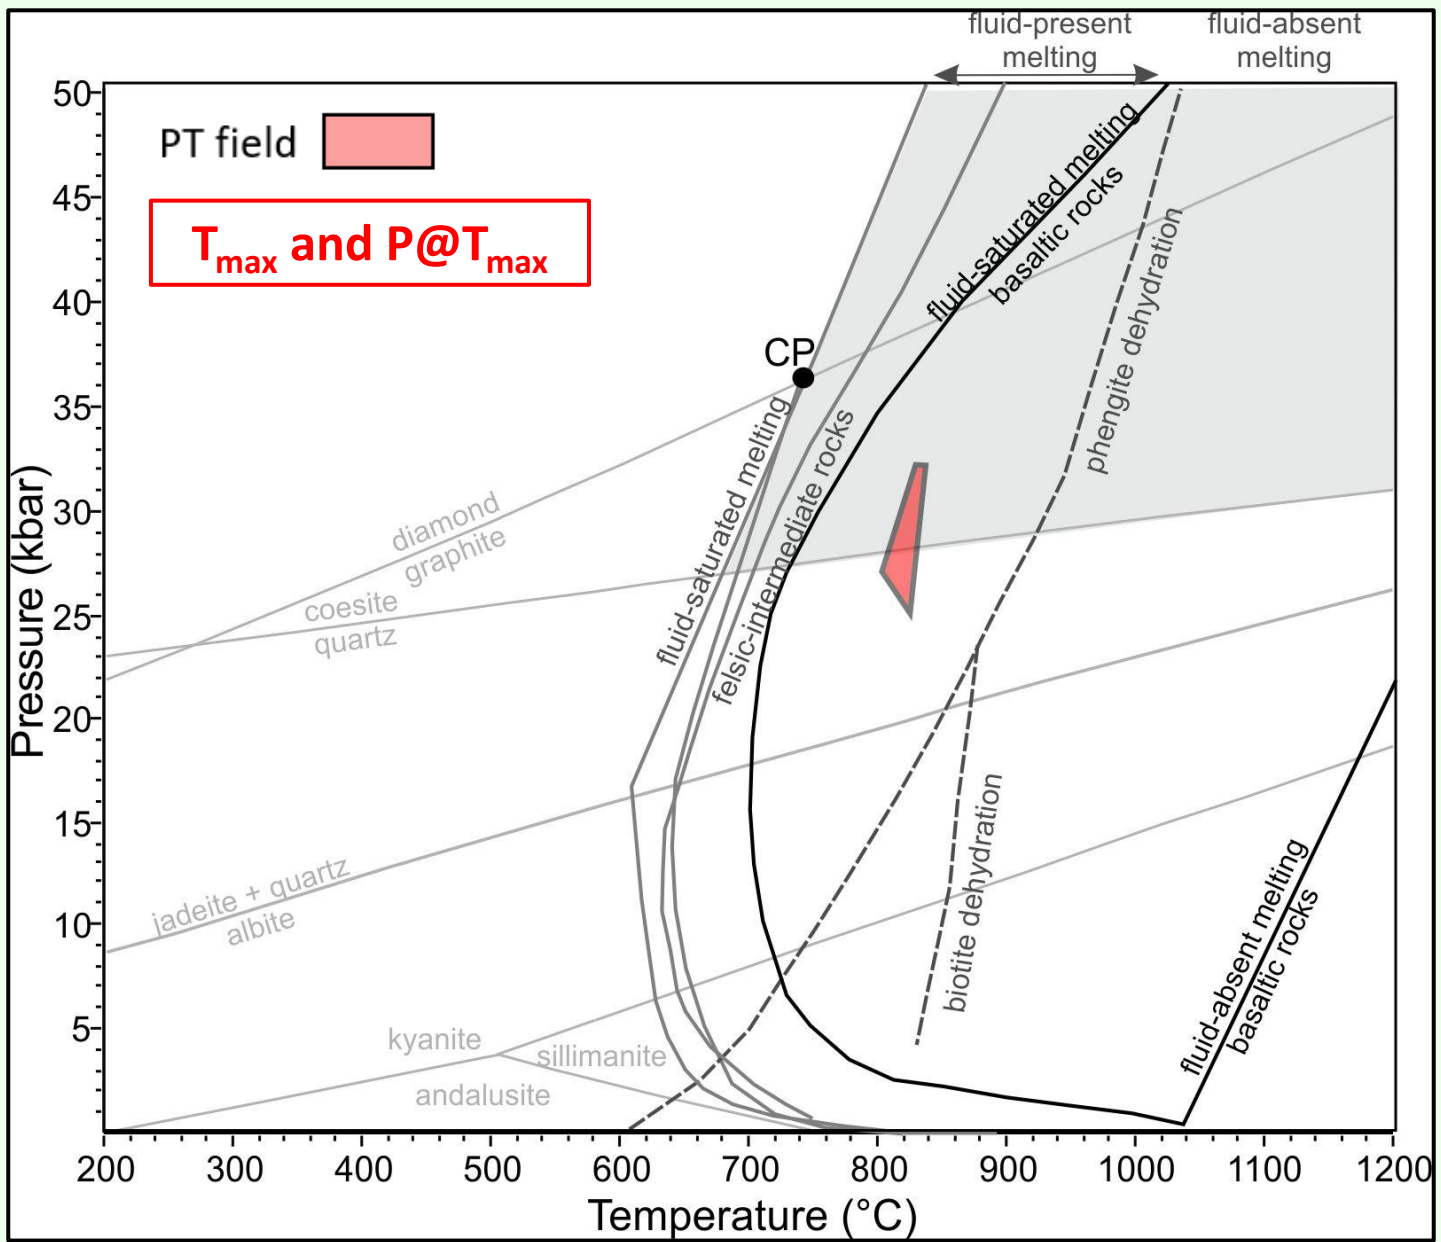 fluid-present
melting
fluid-absent
melting
PT field
Tmax and P@Tmax
50
45
40
35
30
25
20
15
10
5
Pressure (kbar)
CP
fluid-saturated melting
basaltic rocks
phengite dehydration
fluid-saturated melting
felsic-intermediate rocks
diamond
graphite
coesite
quartz
jadeite + quartz
albite
biotite dehydration
fluid-absent melting
basaltic rocks
kyanite
sillimanite
andalusite
200 300 400 500 600 700 800 900 1000 1100 1200
Temperature (°C)